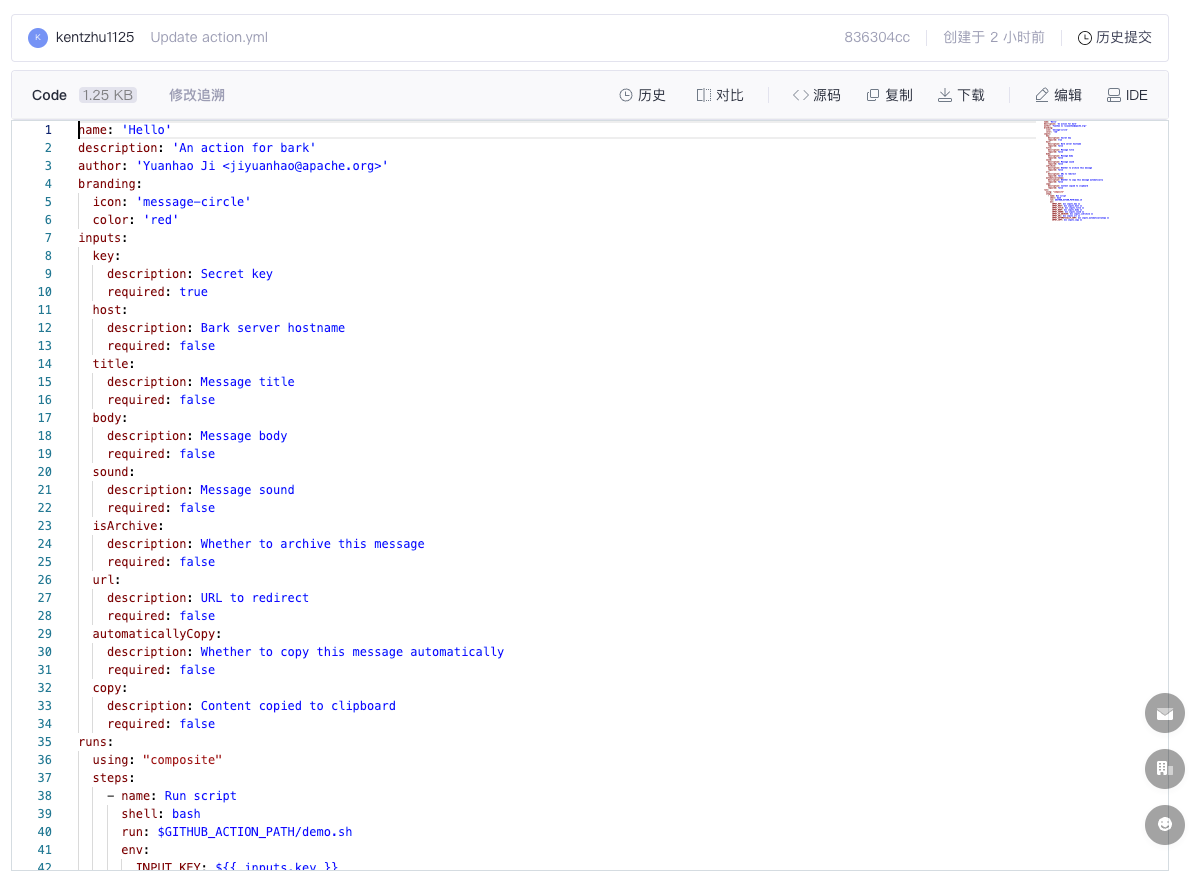 K kentzhu1125 Update action.yml 836304cc 创建于 2 小时前 历史提交
Code 1.25 KB 修改追溯 历史 对比 <> 源码 复制 下载 编辑 IDE
1 name: 'Hello'
2 description: 'An action for bark'
3 author: 'Yuanhao Ji <jiyuanhao@apache.org>'
4 branding:
5   icon: 'message-circle'
6   color: 'red'
7 inputs:
8   key:
9     description: Secret key
10     required: true
11   host:
12     description: Bark server hostname
13     required: false
14   title:
15     description: Message title
16     required: false
17   body:
18     description: Message body
19     required: false
20   sound:
21     description: Message sound
22     required: false
23   isArchive:
24     description: Whether to archive this message
25     required: false
26   url:
27     description: URL to redirect
28     required: false
29   automaticallyCopy:
30     description: Whether to copy this message automatically
31     required: false
32   copy:
33     description: Content copied to clipboard
34     required: false
35 runs:
36   using: "composite"
37   steps:
38     - name: Run script
39       shell: bash
40       run: $GITHUB_ACTION_PATH/demo.sh
41       env:
42         INPUT_KEY: ${{ inputs.key }}